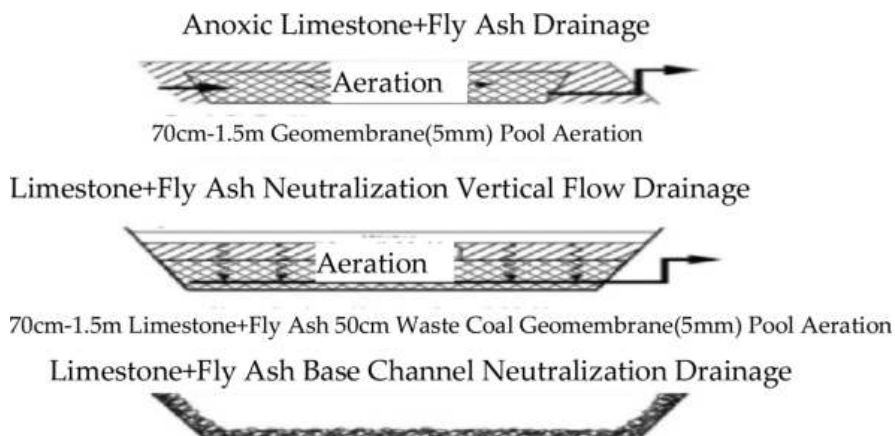 Anoxic Limestone+Fly Ash Drainage
Aeration
70cm-1.5m Geomembrane(5mm) Pool Aeration
Limestone+Fly Ash Neutralization Vertical Flow Drainage
Aeration
70cm-1.5m Limestone+Fly Ash 50cm Waste Coal Geomembrane(5mm) Pool Aeration
Limestone+Fly Ash Base Channel Neutralization Drainage